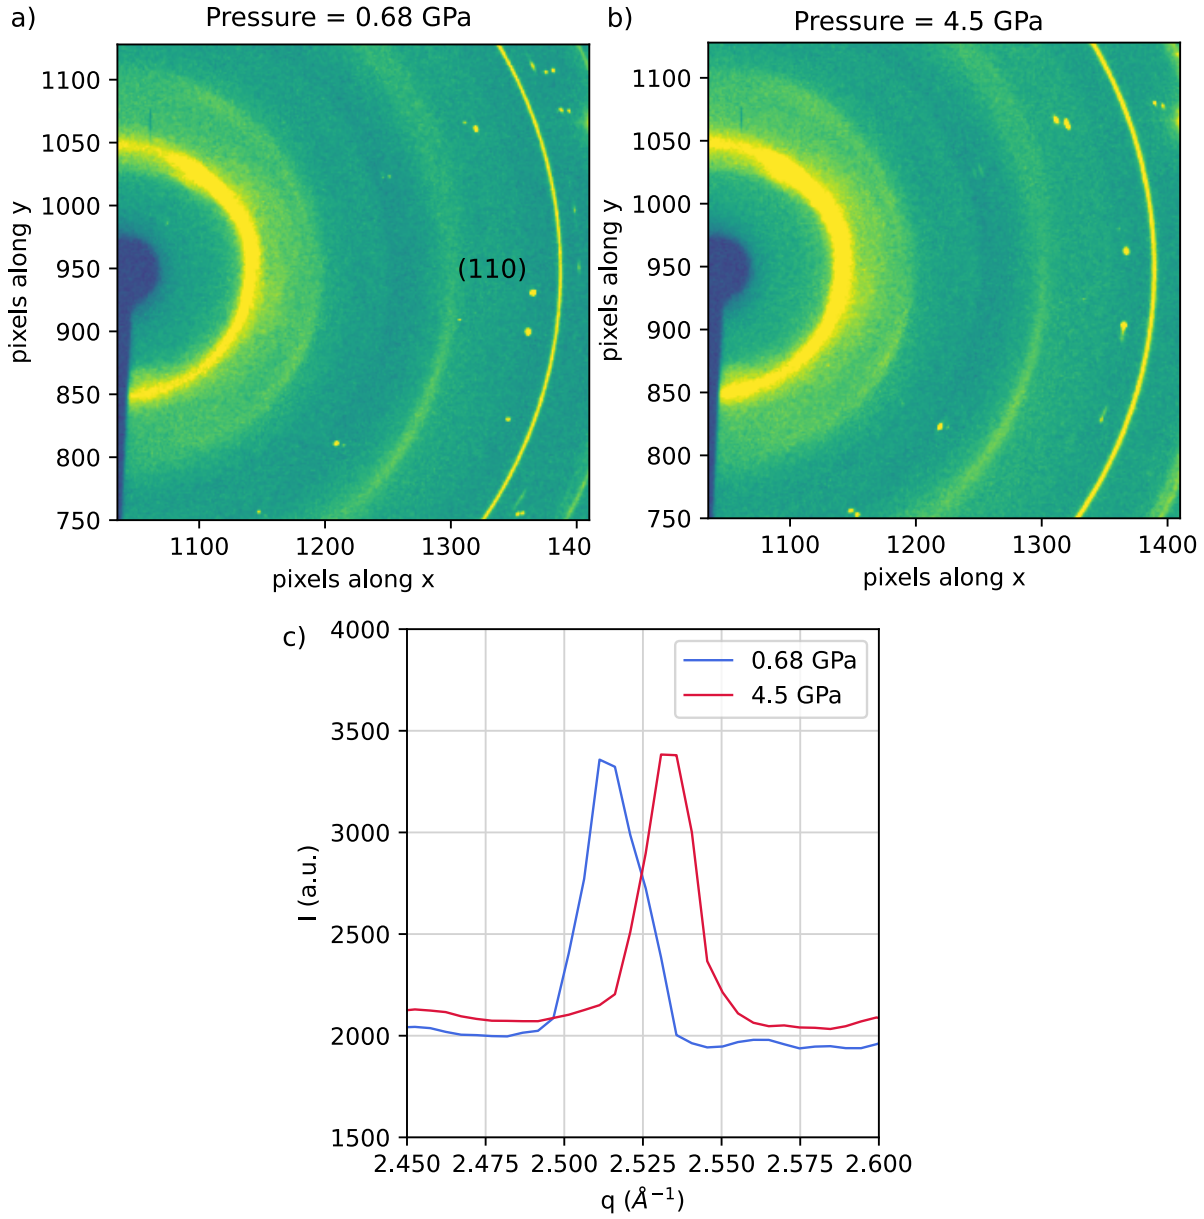 a)
Pressure = 0.68 GPa
1100
1050
1000
950
900
850
800
750
pixels along y
(110)
1100
1200
1300
140
pixels along x
b)
Pressure = 4.5 GPa
1100
1050
1000
950
900
850
800
750
pixels along y
1100
1200
1300
1400
pixels along x
c)
4000
3500
3000
2500
2000
1500
I (a.u.)
0.68 GPa
4.5 GPa
2.450
2.475
2.500
2.525
2.550
2.575
2.600
q (Å⁻¹)